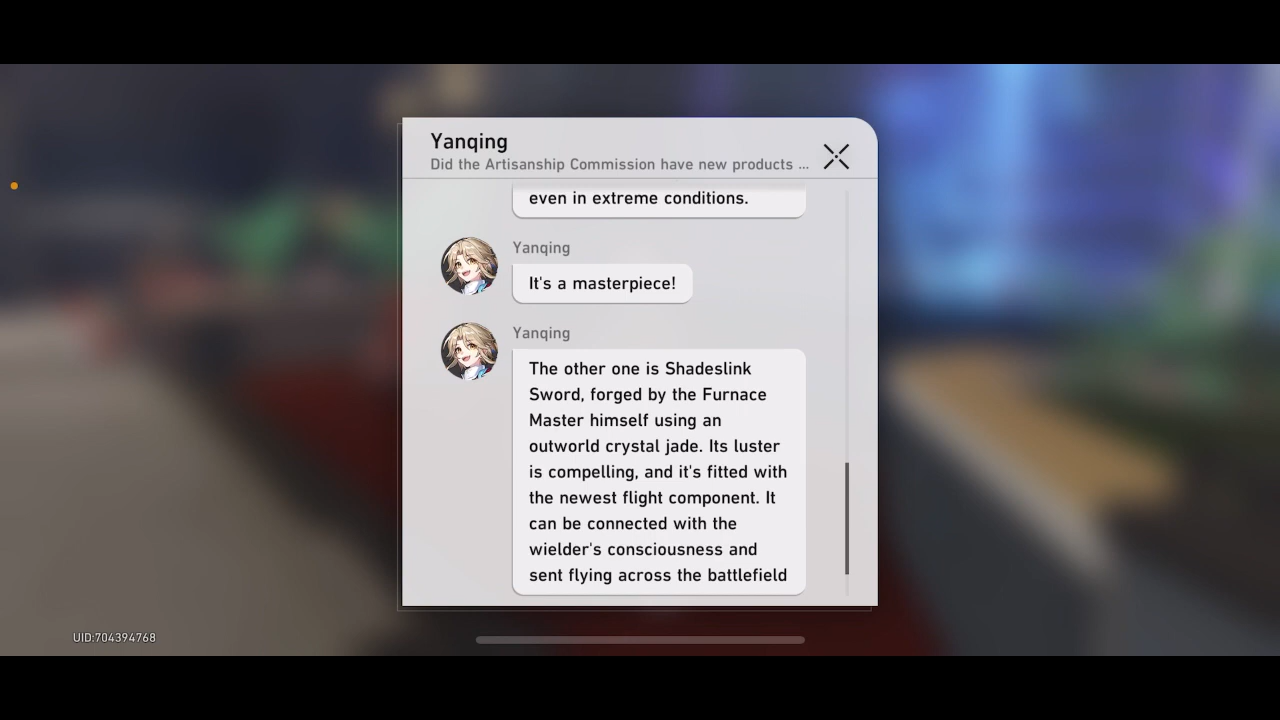 Yanqing
Did the Artisanship Commission have new products ...
even in extreme conditions.
Yanqing
It's a masterpiece!
Yanqing
The other one is Shadeslink
Sword, forged by the Furnace
Master himself using an
outworld crystal jade. Its luster
is compelling, and it's fitted with
the newest flight component. It
can be connected with the
wielder's consciousness and
sent flying across the battlefield
UID:704394768